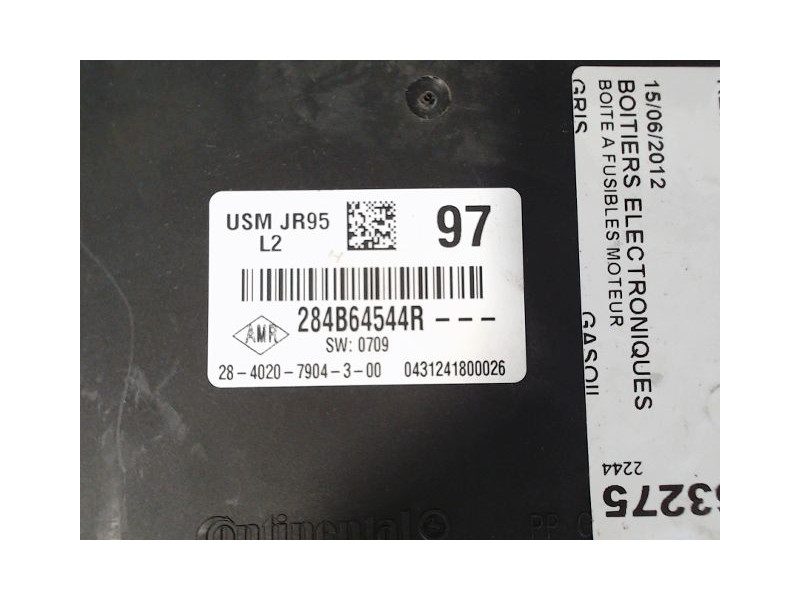 USM JR95
L2
97
284B64544R---
A.M.R.
SW: 0709
28-4020-7904-3-00 0431241800026
Continental
PP
15/06/2012
BOITIERS ELECTRONIQUES
BOITE A FUSIBLES MOTEUR
GRIS
GASOIL
2244
63275